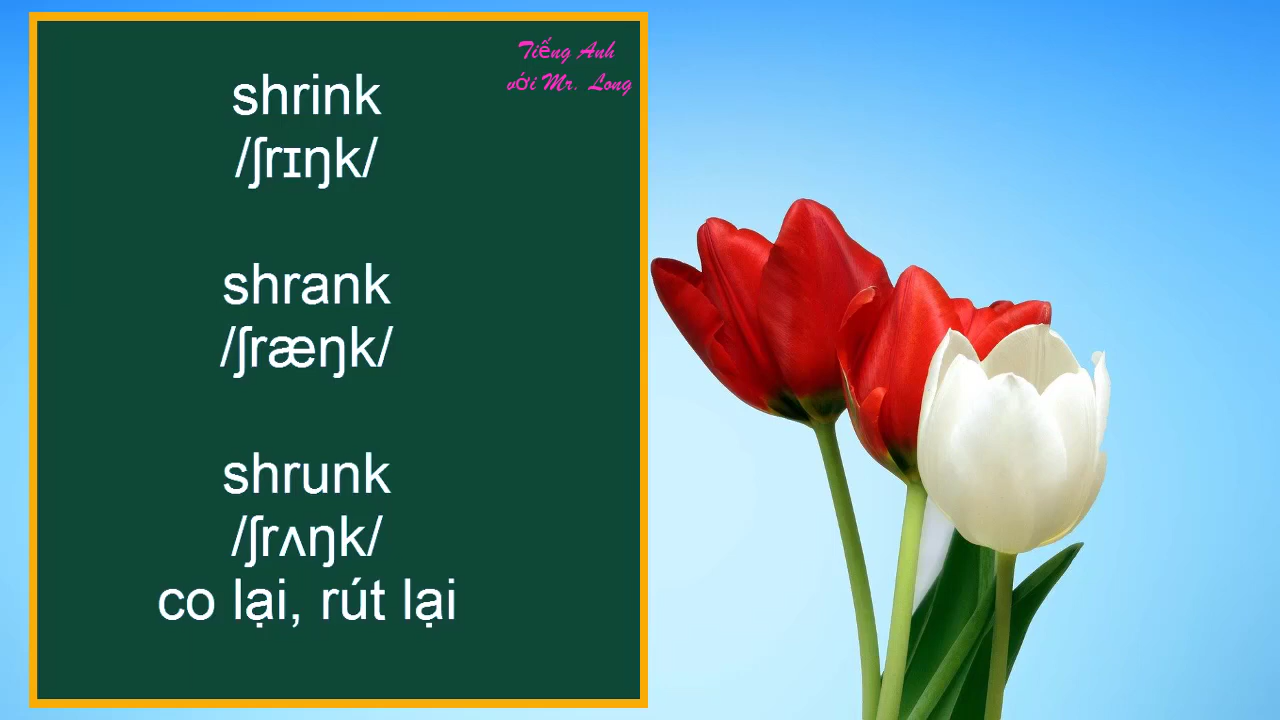 Tiếng Anh
với Mr. Long
shrink
/ʃrɪŋk/
shrank
/ʃræŋk/
shrunk
/ʃrʌŋk/
co lại, rút lại